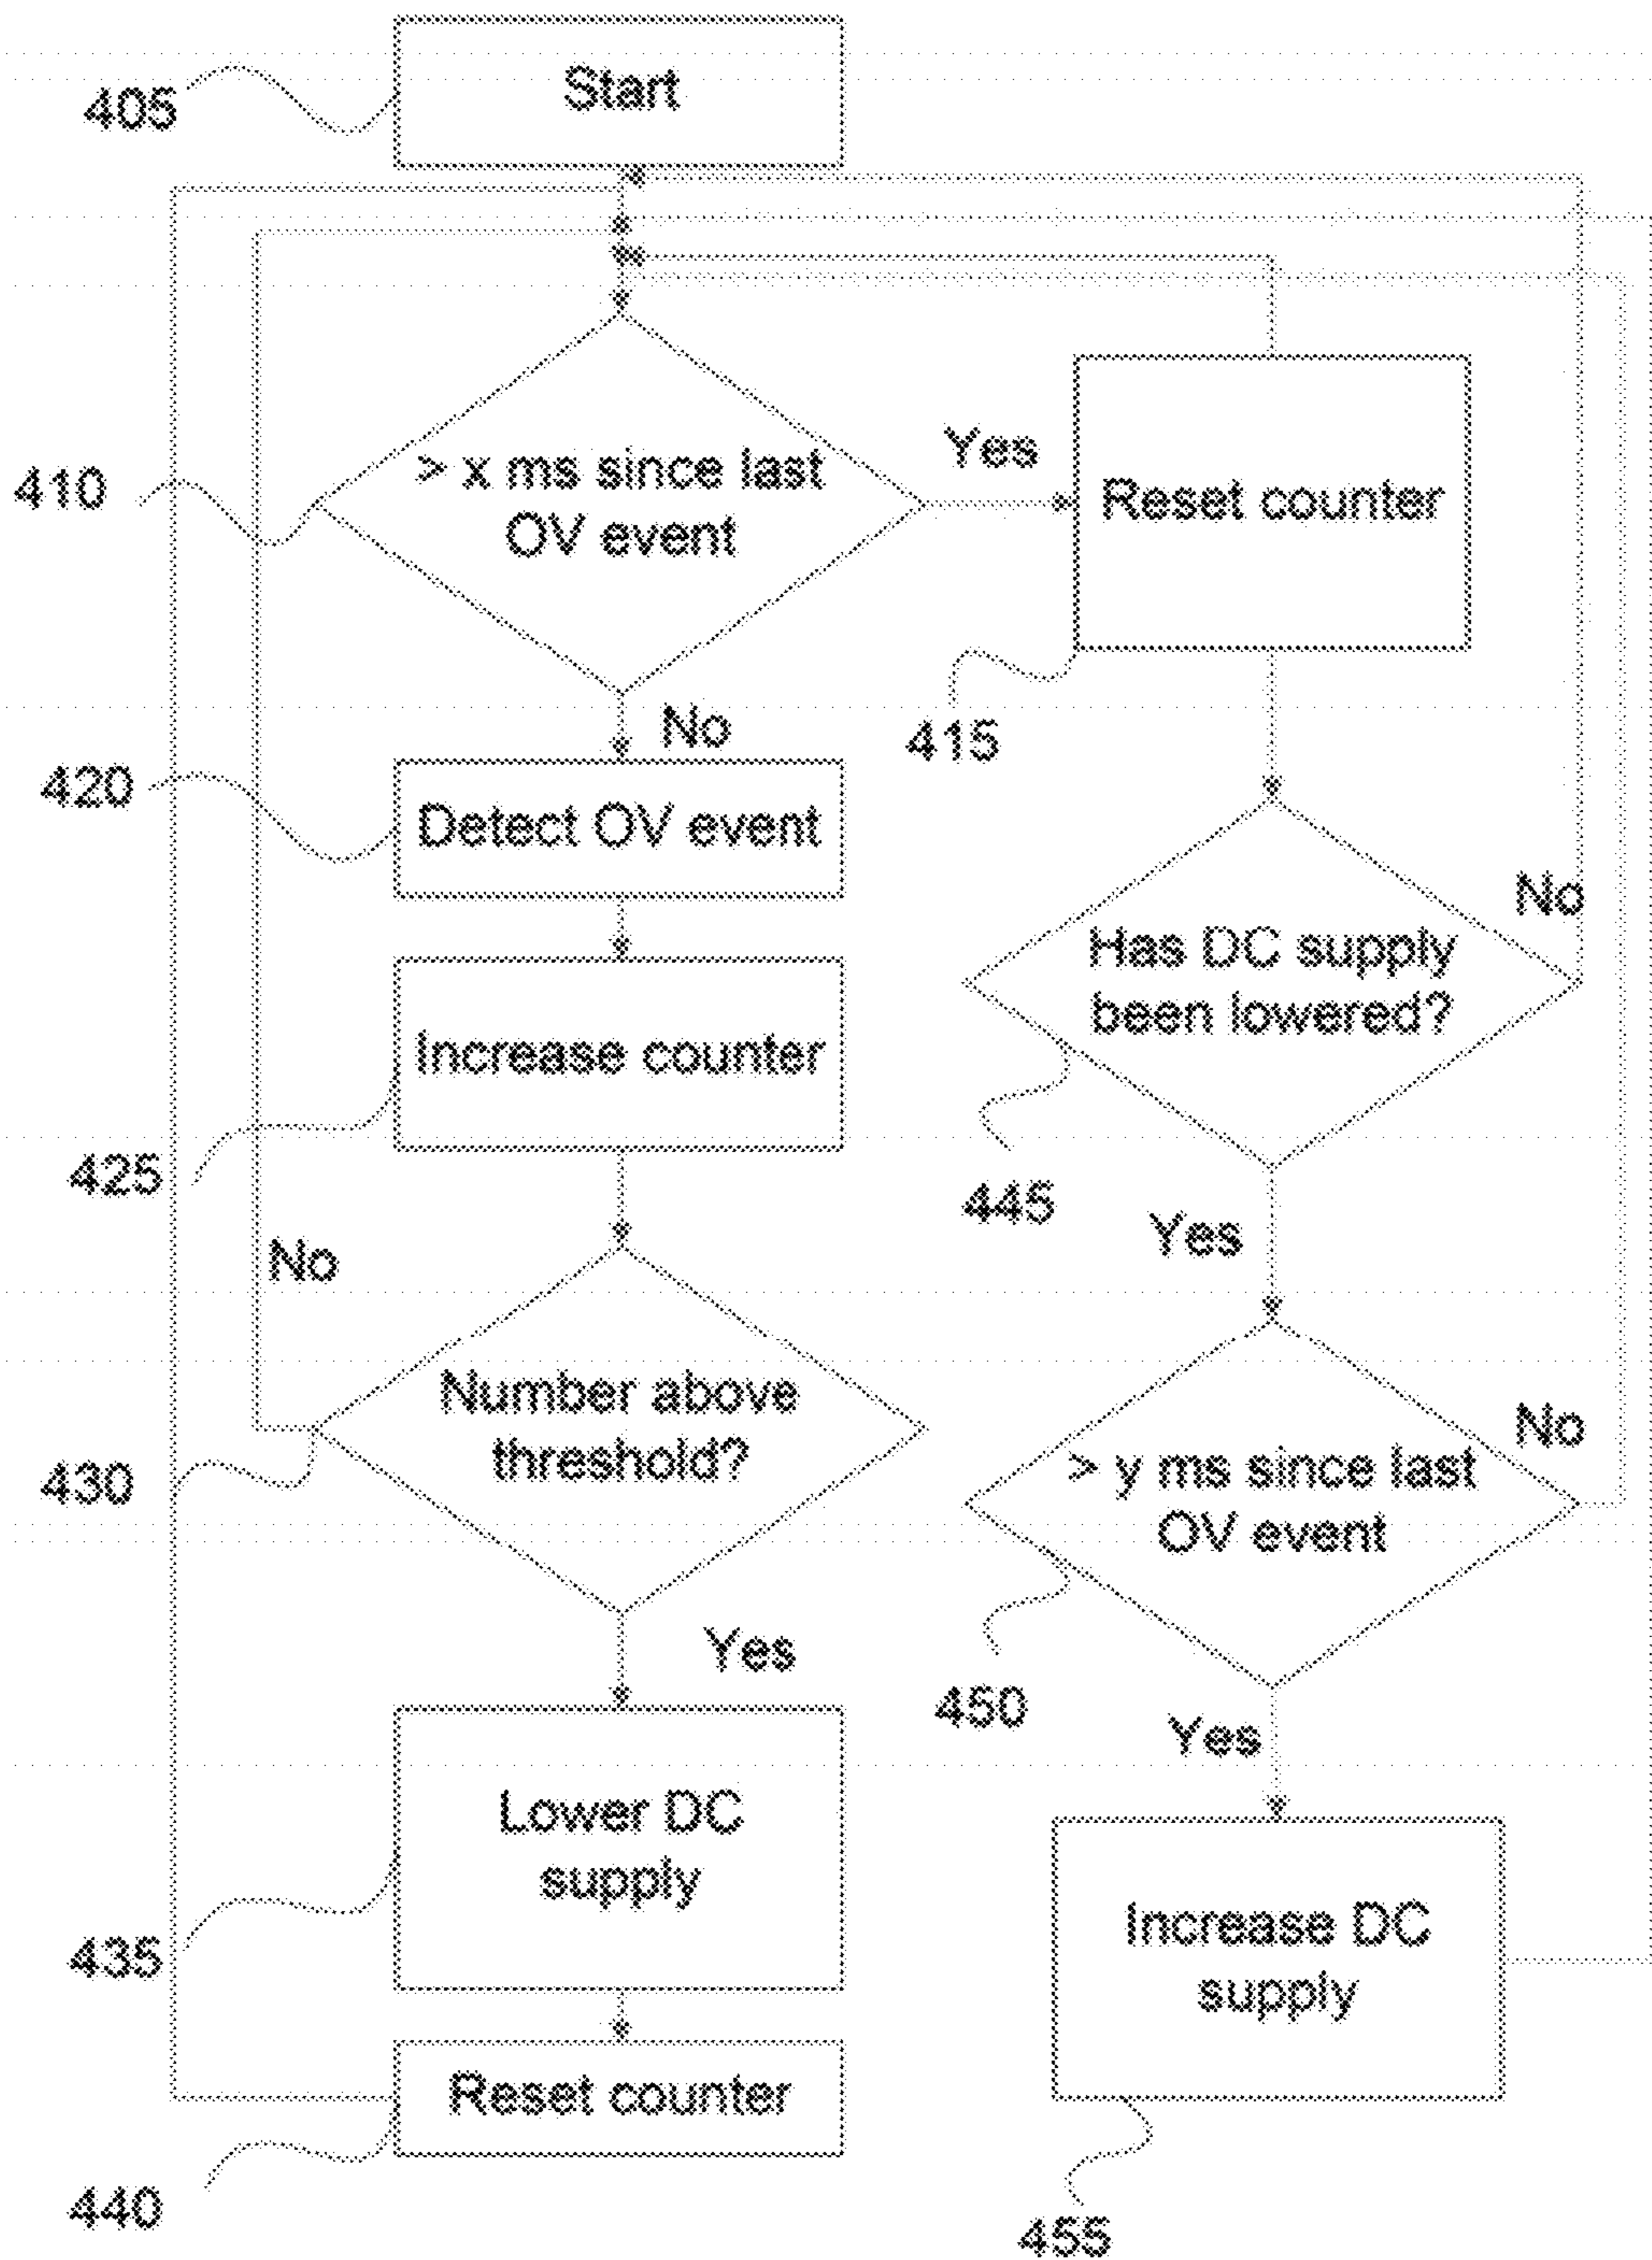 Start
405
> x ms since last
OV event
410
Yes
Reset counter
415
No
420
Detect OV event
Increase counter
425
Has DC supply
been lowered?
No
445
Yes
No
Number above
threshold?
430
> y ms since last
OV event
No
450
Yes
Yes
Lower DC
supply
435
Increase DC
supply
Reset counter
440
455